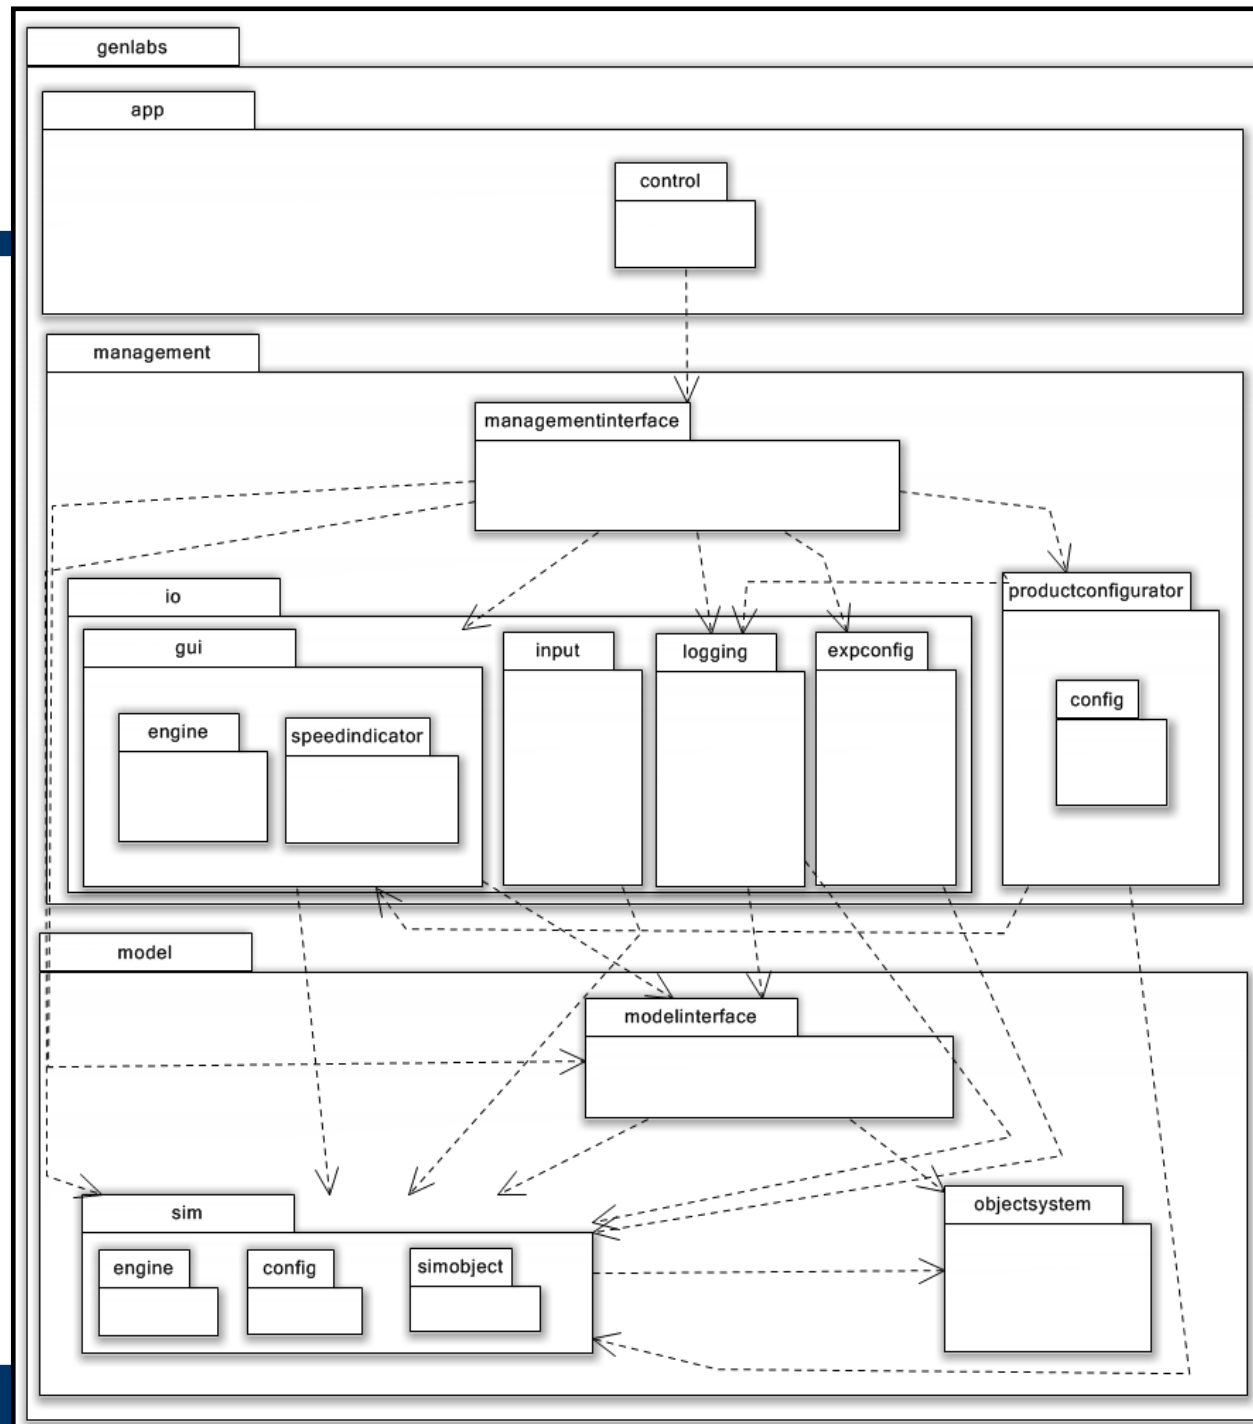 genlabs
app
control
management
managementinterface
io
productconfigurator
gui
input
logging
expconfig
config
engine
speedindicator
model
modelinterface
sim
objectsystem
engine
config
simobject